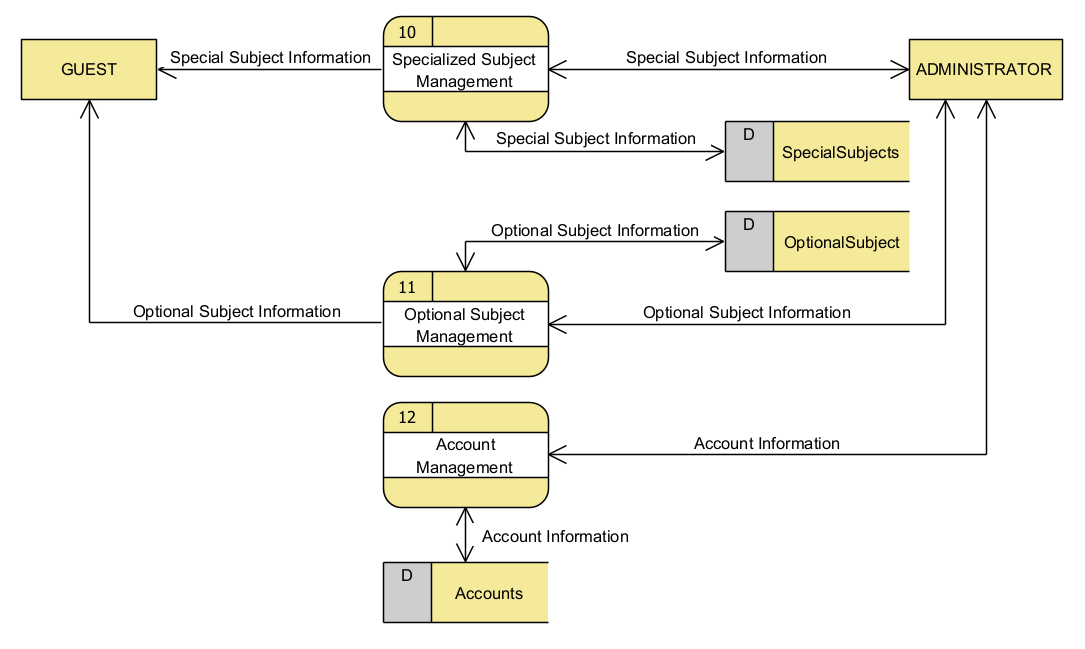 10
Special Subject Information
Special Subject Information
GUEST
Specialized Subject
Management
ADMINISTRATOR
Special Subject Information
D
SpecialSubjects
Optional Subject Information
D
OptionalSubject
11
Optional Subject Information
Optional Subject
Management
Optional Subject Information
12
Account
Management
Account Information
Account Information
D
Accounts